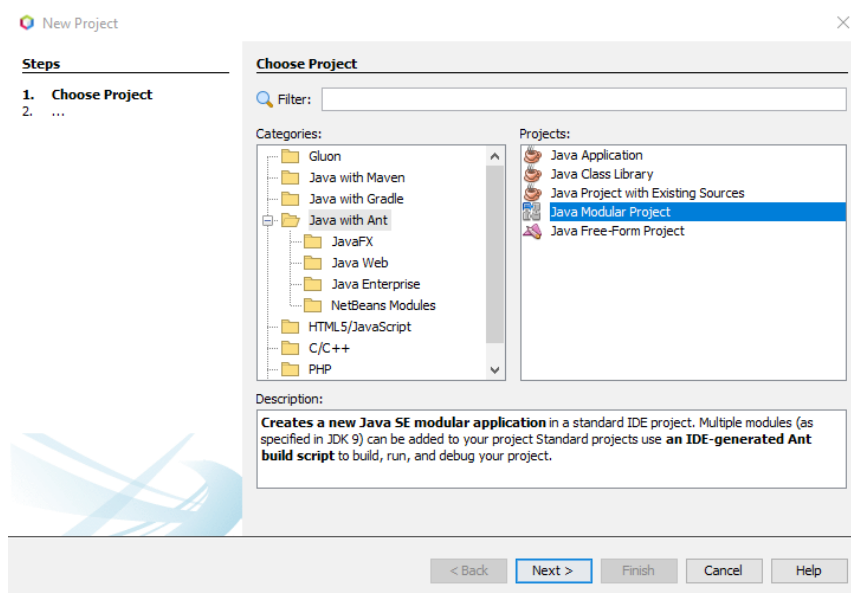 New Project
Steps
1. Choose Project
2. ...
Choose Project
Filter:
Categories:
Gluon
Java with Maven
Java with Gradle
Java with Ant
JavaFX
Java Web
Java Enterprise
NetBeans Modules
HTML5/JavaScript
C/C++
PHP
Projects:
Java Application
Java Class Library
Java Project with Existing Sources
Java Modular Project
Java Free-Form Project
Description:
Creates a new Java SE modular application in a standard IDE project. Multiple modules (as
specified in JDK 9) can be added to your project Standard projects use an IDE-generated Ant
build script to build, run, and debug your project.
< Back Next > Finish Cancel Help